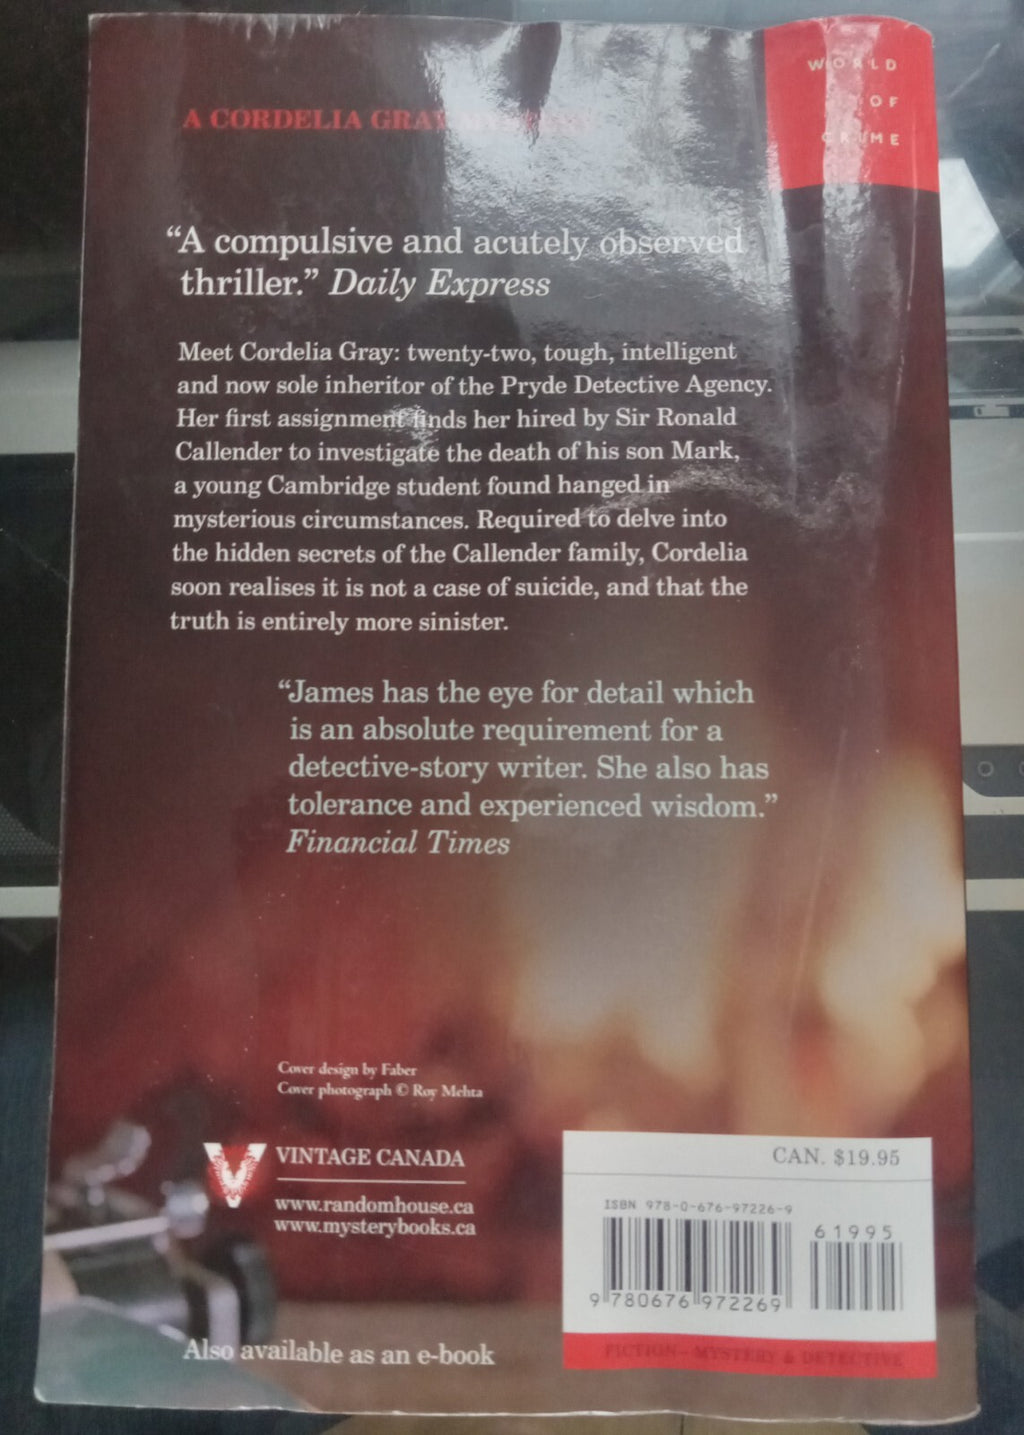 WORLD
OF
CRIME
A CORDELIA GRAY
“A compulsive and acutely observed
thriller.” Daily Express
Meet Cordelia Gray: twenty-two, tough, intelligent
and now sole inheritor of the Pryde Detective Agency.
Her first assignment finds her hired by Sir Ronald
Callender to investigate the death of his son Mark,
a young Cambridge student found hanged in
mysterious circumstances. Required to delve into
the hidden secrets of the Callender family, Cordelia
soon realises it is not a case of suicide, and that the
truth is entirely more sinister.
“James has the eye for detail which
is an absolute requirement for a
detective-story writer. She also has
tolerance and experienced wisdom.”
Financial Times
Cover design by Faber
Cover photograph © Roy Mehta
VINTAGE CANADA
www.randomhouse.ca
www.mysterybooks.ca
CAN. $19.95
ISBN 978-0-676-97226-9
61995
9 780676 972269
FICTION – MYSTERY & DETECTIVE
Also available as an e-book